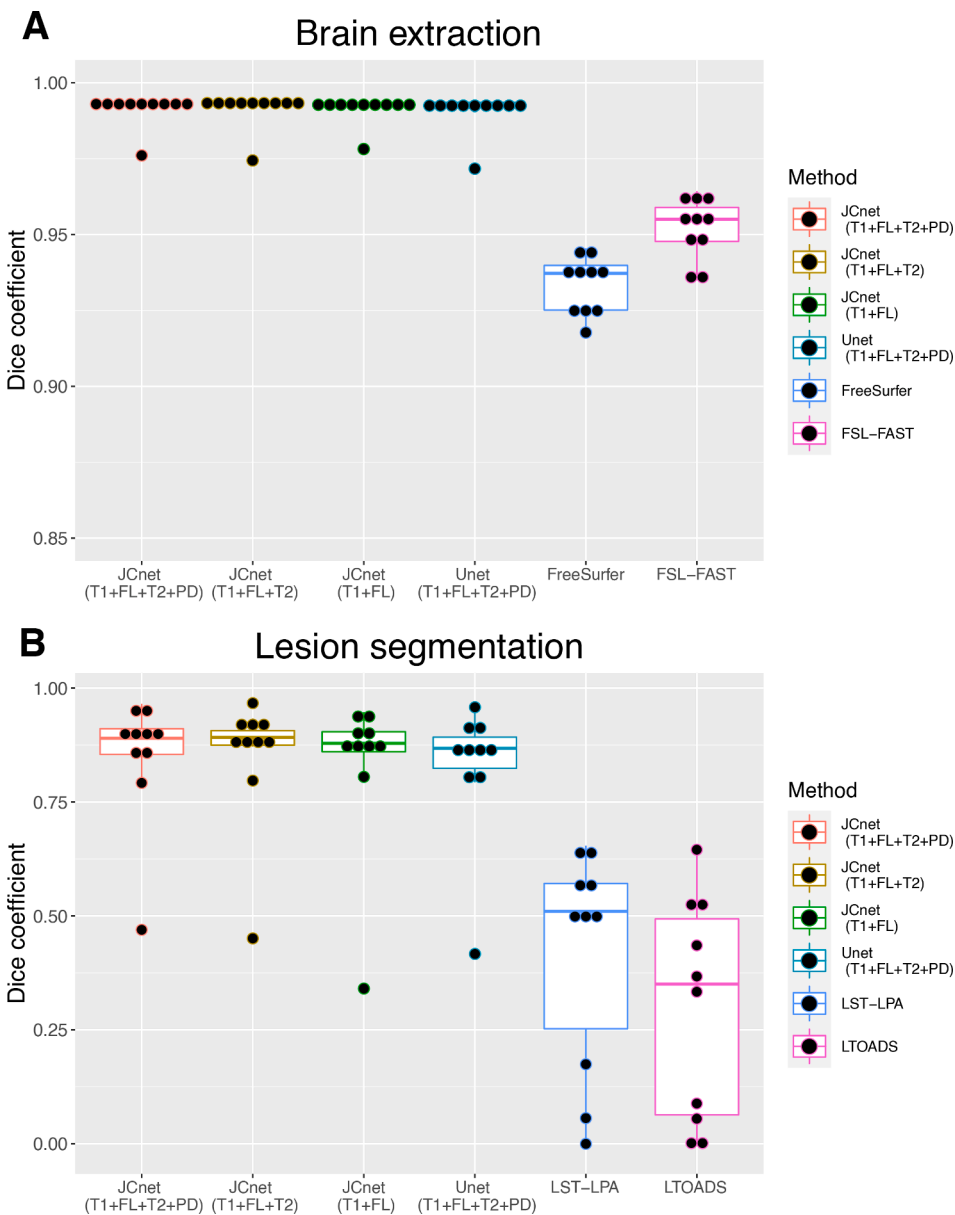 A
Brain extraction
Dice coefficient
1.00
0.95
0.90
0.85
JCnet
(T1+FL+T2+PD)
JCnet
(T1+FL+T2)
JCnet
(T1+FL)
Unet
(T1+FL+T2+PD)
FreeSurfer
FSL−FAST
Method
JCnet
(T1+FL+T2+PD)
JCnet
(T1+FL+T2)
JCnet
(T1+FL)
Unet
(T1+FL+T2+PD)
FreeSurfer
FSL−FAST
B
Lesion segmentation
Dice coefficient
1.00
0.75
0.50
0.25
0.00
JCnet
(T1+FL+T2+PD)
JCnet
(T1+FL+T2)
JCnet
(T1+FL)
Unet
(T1+FL+T2+PD)
LST−LPA
LTOADS
Method
JCnet
(T1+FL+T2+PD)
JCnet
(T1+FL+T2)
JCnet
(T1+FL)
Unet
(T1+FL+T2+PD)
LST−LPA
LTOADS